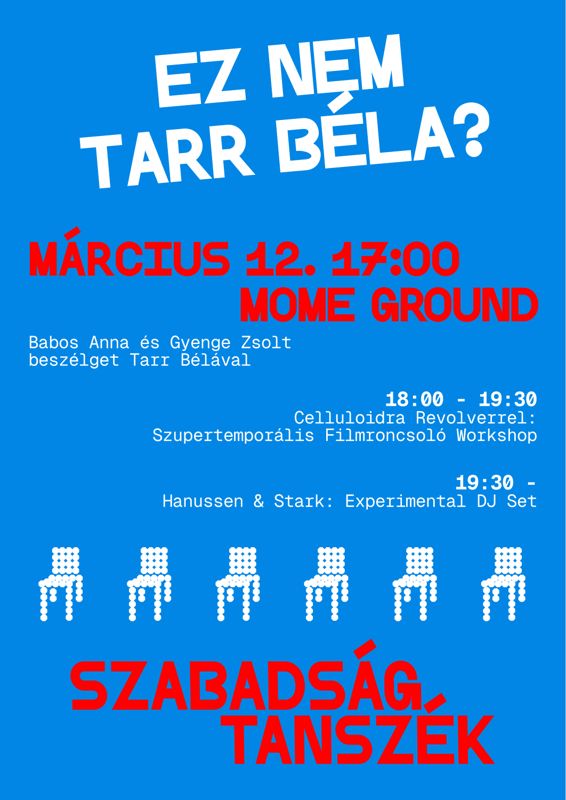 EZ NEM
TARR BÉLA?
MÁRCIUS 12. 17:00
MOME GROUND
Babos Anna és Gyenge Zsolt
beszélget Tarr Bélával
18:00 - 19:30
Celluloidra Revolverrel:
Szupertemporális Filmroncsoló Workshop
19:30 -
Hanussen & Stark: Experimental DJ Set
SZABADSÁG
TANSZÉK